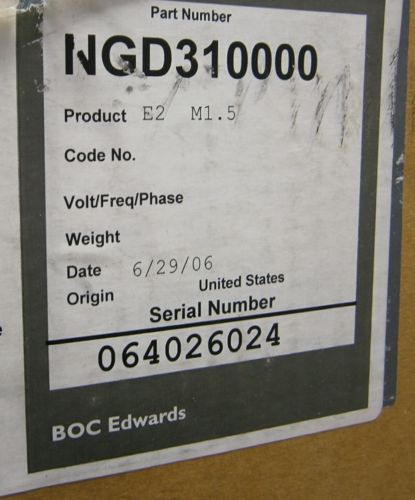 Part Number
NGD310000
Product E2 M1.5
Code No.
Volt/Freq/Phase
Weight
Date 6/29/06
Origin United States
Serial Number
064026024
BOC Edwards